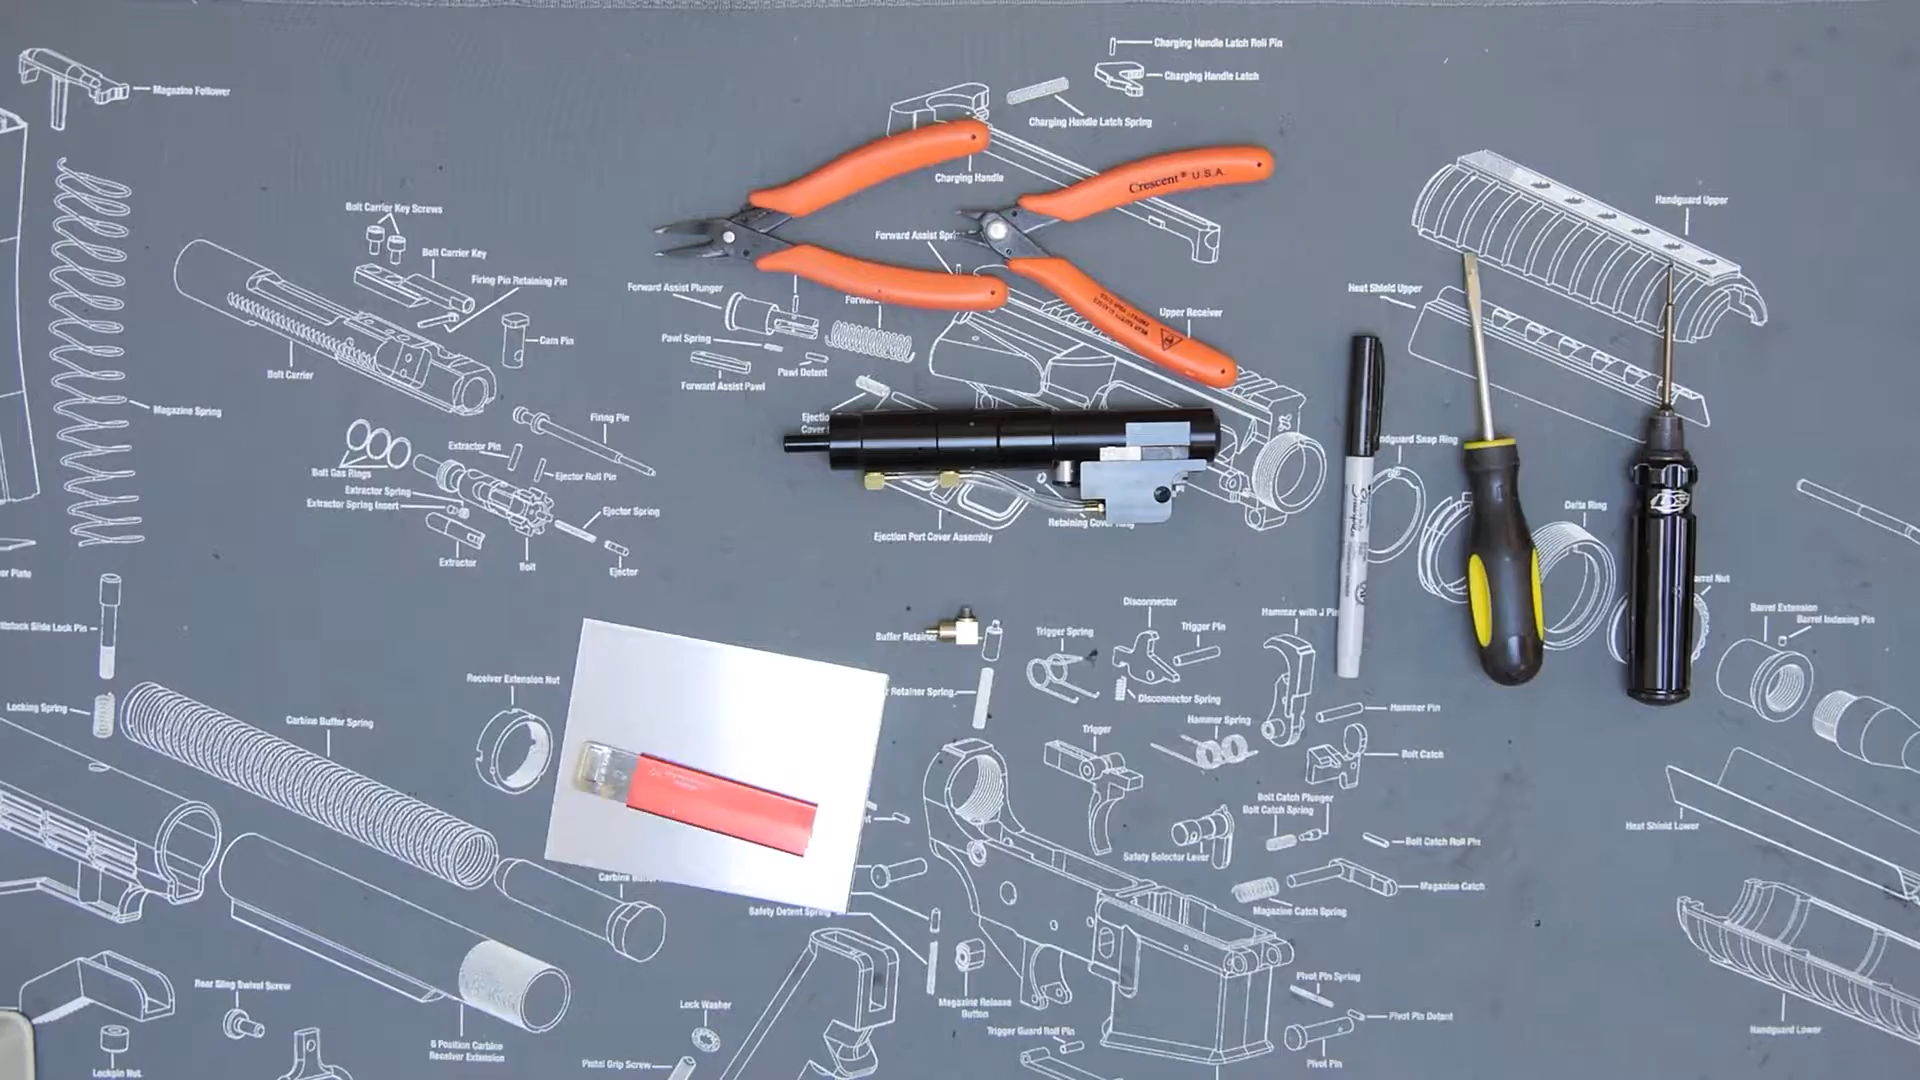 Charging Handle Latch Roll Pin
Charging Handle Latch
Magazine Follower
Charging Handle Latch Spring
Charging Handle
Crescent® U.S.A.
Handguard Upper
Bolt Carrier Key Screws
Forward Assist
Bolt Carrier Key
Firing Pin Retaining Pin
Forward Assist Plunger
Heat Shield Upper
Upper Receiver
Pawl Spring
Cam Pin
Pawl Detent
Bolt Carrier
Forward Assist Pawl
Magazine Spring
Firing Pin
Cover
Snap Ring
Extractor Pin
Bolt Gas Rings
Ejector Roll Pin
Extractor Spring
Extractor Spring Insert
Ejector Spring
Delta Ring
Retaining
Ejection Port Cover Assembly
Extractor
Bolt
Ejector
Plate
Disconnector
Hammer with J Pin
Barrel Extension
Barrel Indexing Pin
Slide Lock Pin
Buffer Retainer
Trigger Spring
Trigger Pin
Receiver Extension Nut
Retainer Spring
Disconnector Spring
Locking Spring
Carbine Buffer Spring
Hammer Spring
Hammer Pin
Trigger
Bolt Catch
Bolt Catch Plunger
Bolt Catch Spring
Heat Shield Lower
Bolt Catch Roll Pin
Safety Selector Lever
Carbine
Magazine Catch
Safety Detent Spring
Magazine Catch Spring
Rear Sling Swivel Screw
Pivot Pin Spring
Lock Washer
Magazine Release
Button
Pivot Pin Detent
Trigger Guard Roll Pin
Handguard Lower
6 Position Carbine
Receiver Extension
Pistol Grip Screw
Pivot Pin
Lockpin Nut